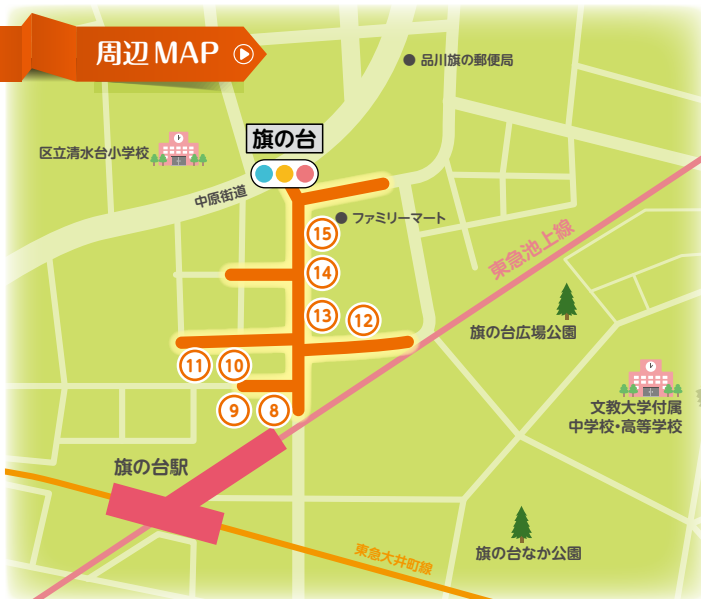 周辺 MAP
品川旗の郵便局
旗の台
区立清水台小学校
中原街道
ファミリーマート
15
東急池上線
14
13
12
旗の台広場公園
11
10
9
8
文教大学付属
中学校・高等学校
旗の台駅
東急大井町線
旗の台なか公園